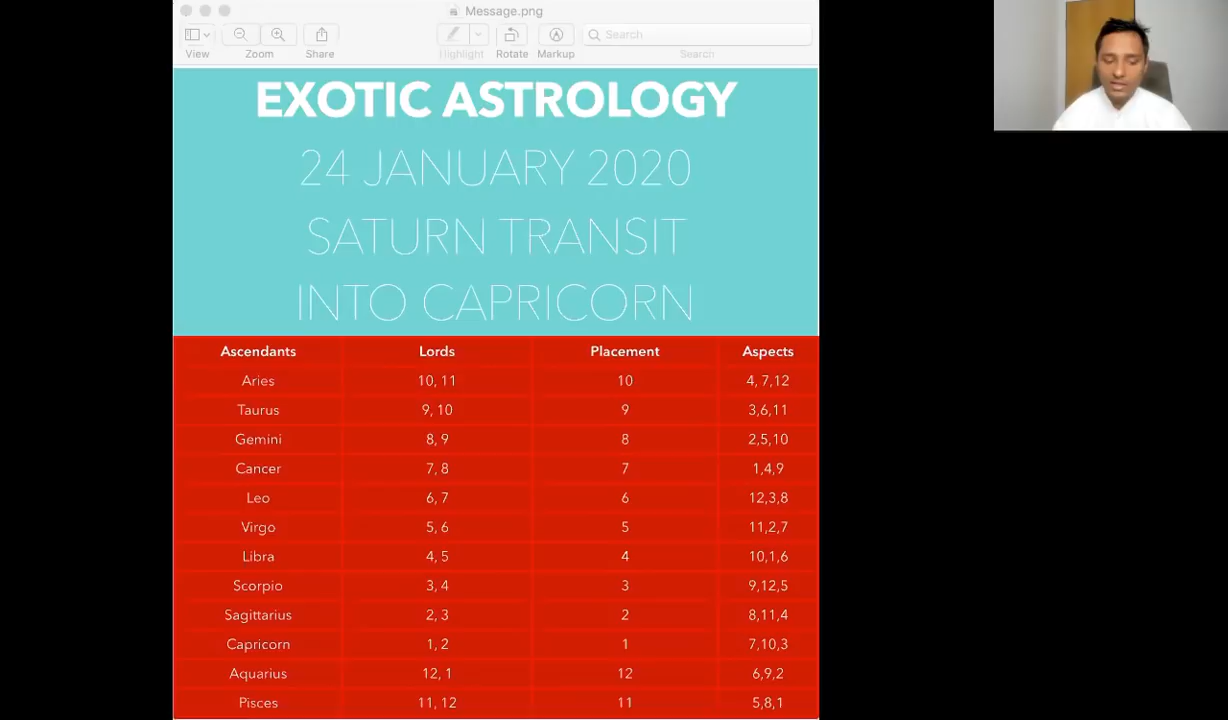 Message.png
Search
View
Zoom
Share
Highlight
Rotate
Markup
Search
EXOTIC ASTROLOGY
24 JANUARY 2020
SATURN TRANSIT
INTO CAPRICORN
Ascendants Lords Placement Aspects
Aries 10, 11 10 4, 7,12
Taurus 9, 10 9 3,6,11
Gemini 8, 9 8 2,5,10
Cancer 7, 8 7 1,4,9
Leo 6, 7 6 12,3,8
Virgo 5, 6 5 11,2,7
Libra 4, 5 4 10,1,6
Scorpio 3, 4 3 9,12,5
Sagittarius 2, 3 2 8,11,4
Capricorn 1, 2 1 7,10,3
Aquarius 12, 1 12 6,9,2
Pisces 11, 12 11 5,8,1